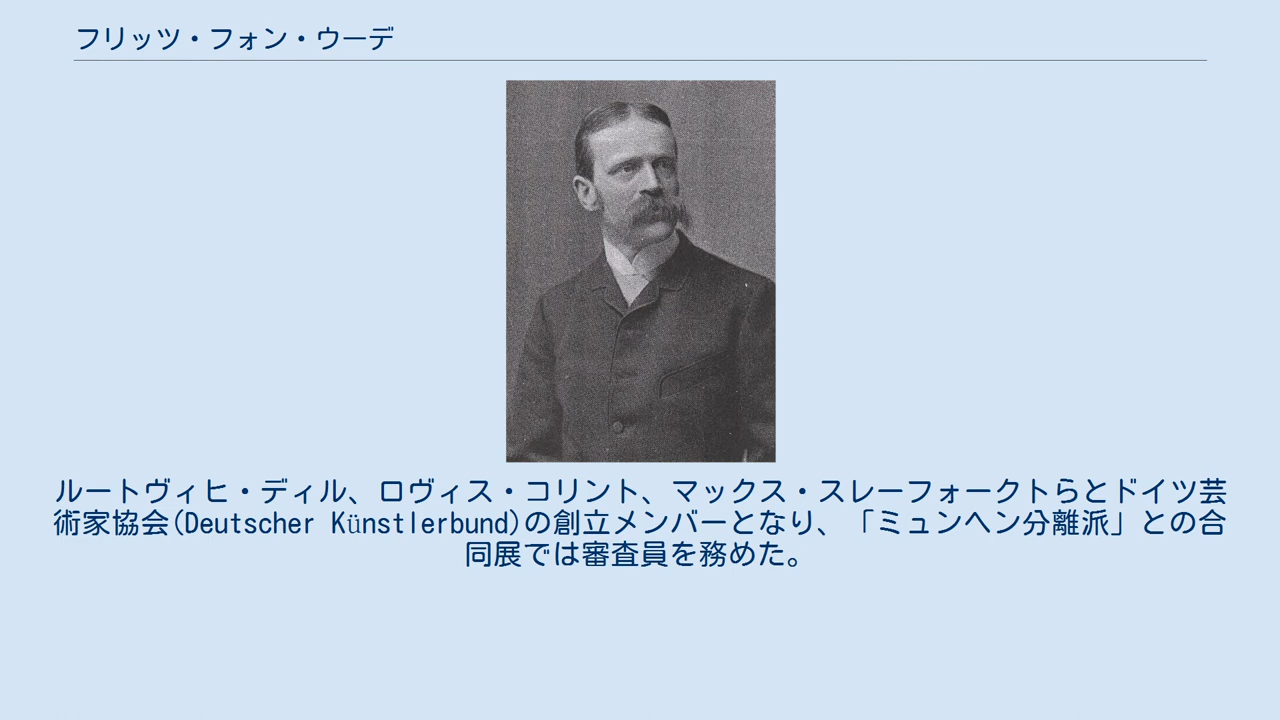 フリッツ・フォン・ウーデ
ルートヴィヒ・ディル、ロヴィス・コリント、マックス・スレーフォークトらとドイツ芸
術家協会(Deutscher Künstlerbund)の創立メンバーとなり、「ミュンヘン分離派」との合
同展では審査員を務めた。